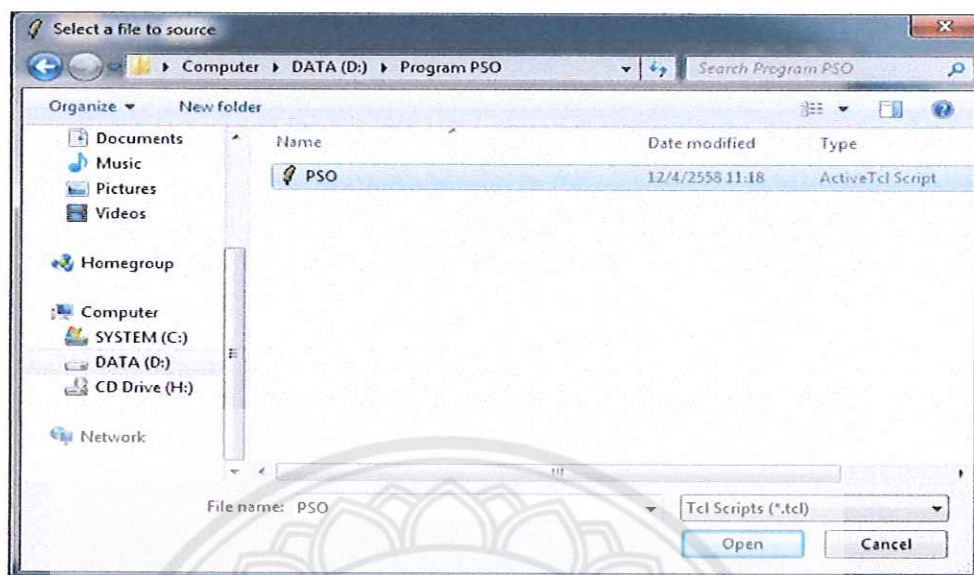 Select a file to source
Computer DATA (D:) Program PSO Search Program PSO
Organize New folder
Documents
Music
Pictures
Videos
Homegroup
Computer
SYSTEM (C:)
DATA (D:)
CD Drive (H:)
Network
Name Date modified Type
PSO 12/4/2558 11:18 ActiveTcl Script
File name: PSO Tcl Scripts (*.tcl)
Open Cancel